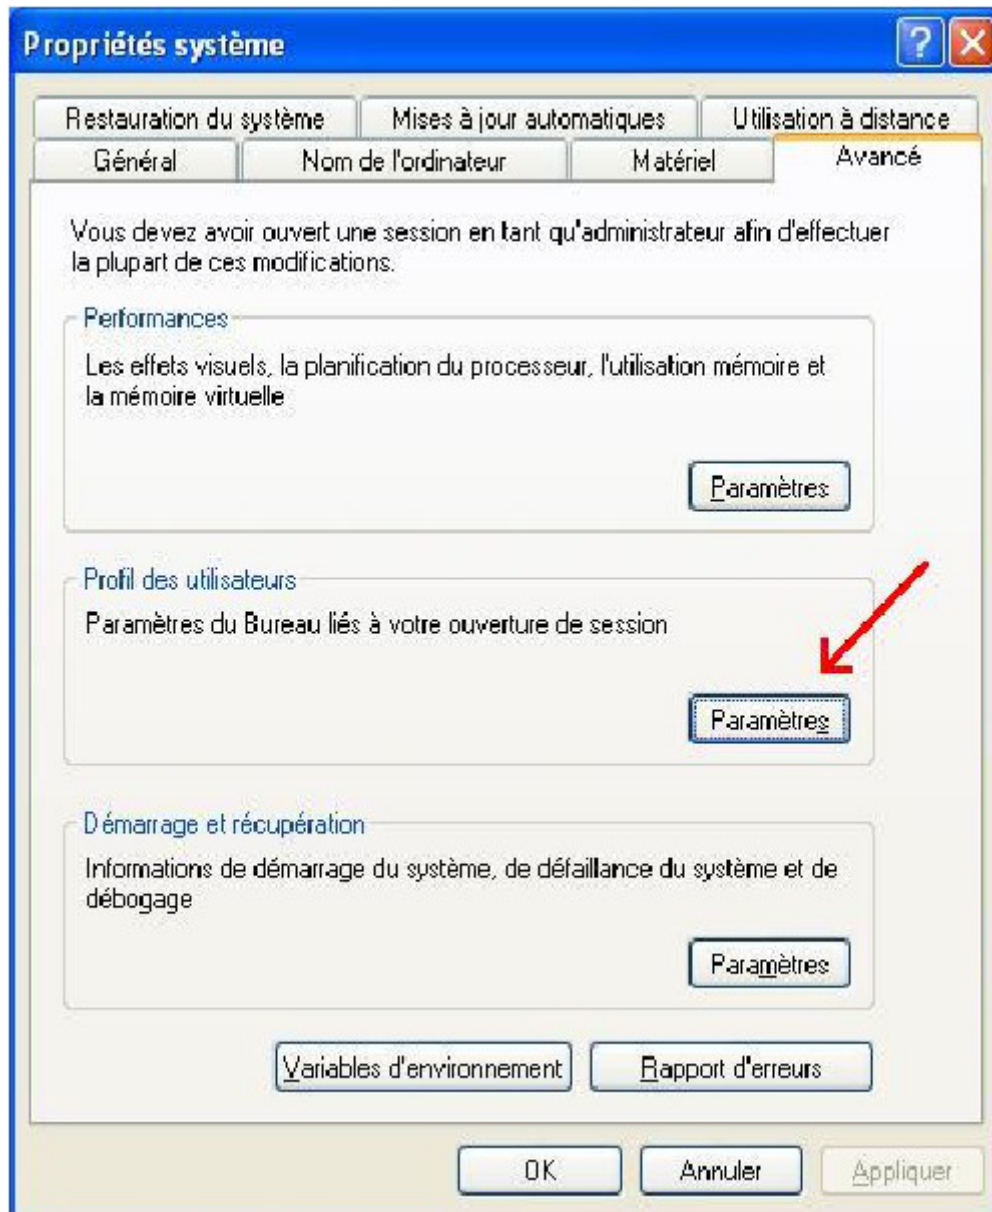 Propriétés système
Restauration du système
Mises à jour automatiques
Utilisation à distance
Général
Nom de l'ordinateur
Matériel
Avancé
Vous devez avoir ouvert une session en tant qu'administrateur afin d'effectuer
la plupart de ces modifications.
Performances
Les effets visuels, la planification du processeur, l'utilisation mémoire et
la mémoire virtuelle
Paramètres
Profil des utilisateurs
Paramètres du Bureau liés à votre ouverture de session
Paramètres
Démarrage et récupération
Informations de démarrage du système, de défaillance du système et de
débogage
Paramètres
Variables d'environnement
Rapport d'erreurs
OK
Annuler
Appliquer